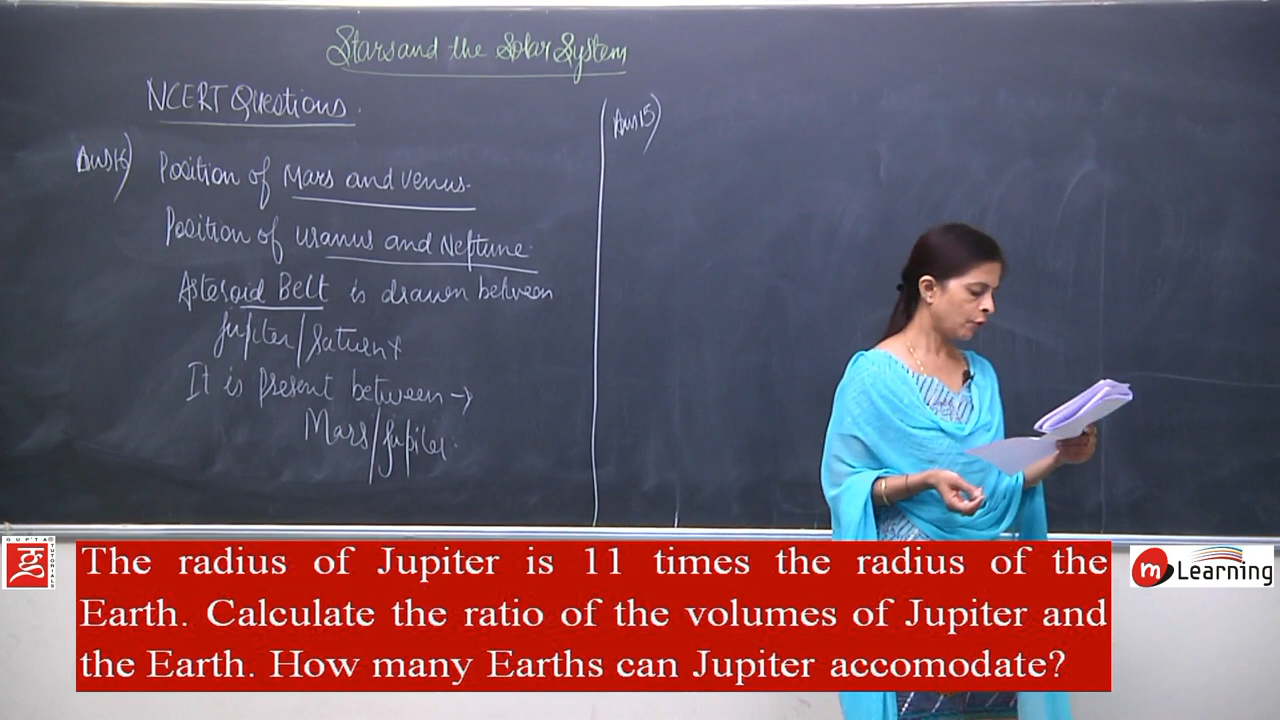 Stars and the Solar System
NCERT Questions.
Ans16)
Position of Mars and Venus.
Position of Uranus and Neptune.
Asteroid Belt is drawn between
Jupiter/Saturn x
It is present between →
Mars/Jupiter.
Ans15)
GUPTA TUTORIALS
The radius of Jupiter is 11 times the radius of the
Earth. Calculate the ratio of the volumes of Jupiter and
the Earth. How many Earths can Jupiter accomodate?
m Learning